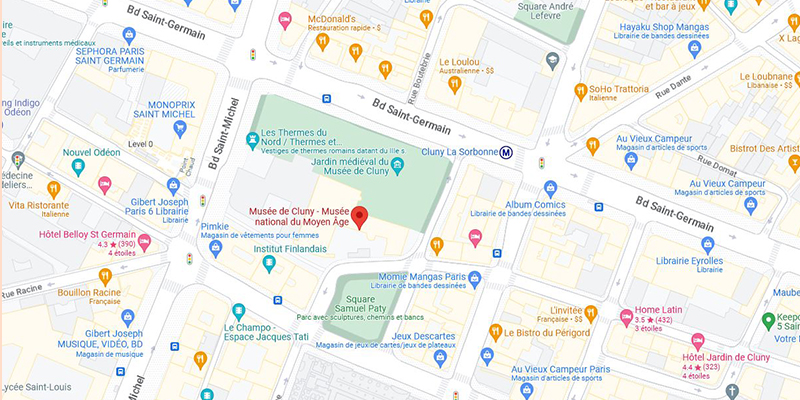 Square André
Lefèvre
et bar à jeux
McDonald's
Restauration rapide · $
Hayaku Shop Mangas
Librairie de bandes dessinées
Bd Saint-Germain
SEPHORA PARIS
SAINT GERMAIN
Parfumerie
Le Loulou
Australienne · $$
Rue Boutebrie
SoHo Trattoria
Italienne
Rue Dante
Le Loubnane
Libanaise · $$
MONOPRIX
SAINT MICHEL
Level 0
Bd Saint-Michel
Bd Saint-Germain
Les Thermes du
Nord / Thermes et...
Vestiges de thermes romains datant du IIIe s
Jardin médiéval du
Musée de Cluny
Cluny La Sorbonne
M
Au Vieux Campeur
Magasin d'articles de sports
Rue Domat
Bistrot Des Artistes
Nouvel Odéon
Vita Ristorante
Italienne
Gibert Joseph
Paris 6 Librairie
Librairie
Musée de Cluny - Musée
national du Moyen Âge
Album Comics
Librairie de bandes dessinées
Au Vieux Campeur
Magasin d'articles de sports
Bd Saint-Germain
Pimkie
Magasin de vêtements pour femmes
Hôtel Belloy St Germain
4.3 ★ (390)
4 étoiles
Institut Finlandais
Librairie Eyrolles
Librairie
Rue Racine
Bouillon Racine
Française
Momie Mangas Paris
Librairie de bandes dessinées
Square
Samuel Paty
Parc avec sculptures, chemins et bancs
Gibert Joseph
MUSIQUE, VIDÉO, BD
Magasin de musique
Le Champo -
Espace Jacques Tati
Jeux Descartes
Magasin de jeux de cartes/jeux de plateaux
L'invitée
Française · $$
Le Bistro du Périgord
Home Latin
3.5 ★ (432)
3 étoiles
Hôtel Jardin de Cluny
4.4 ★ (323)
4 étoiles
Au Vieux Campeur Paris
Magasin d'articles de sports
Lycée Saint-Louis